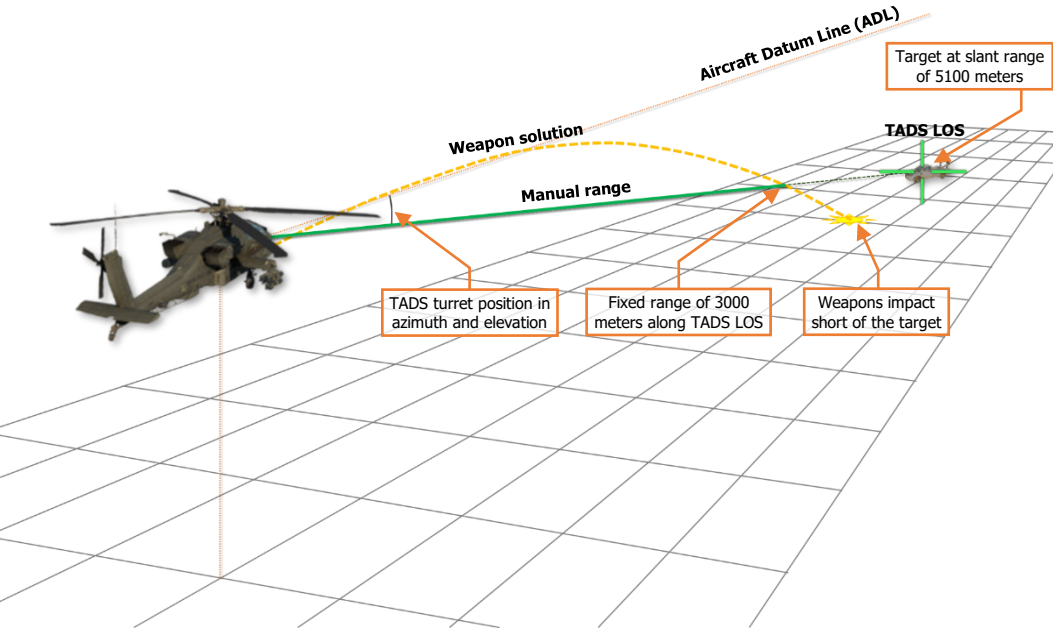 Aircraft Datum Line (ADL)
Target at slant range
of 5100 meters
TADS LOS
Weapon solution
Manual range
TADS turret position in
azimuth and elevation
Fixed range of 3000
meters along TADS LOS
Weapons impact
short of the target